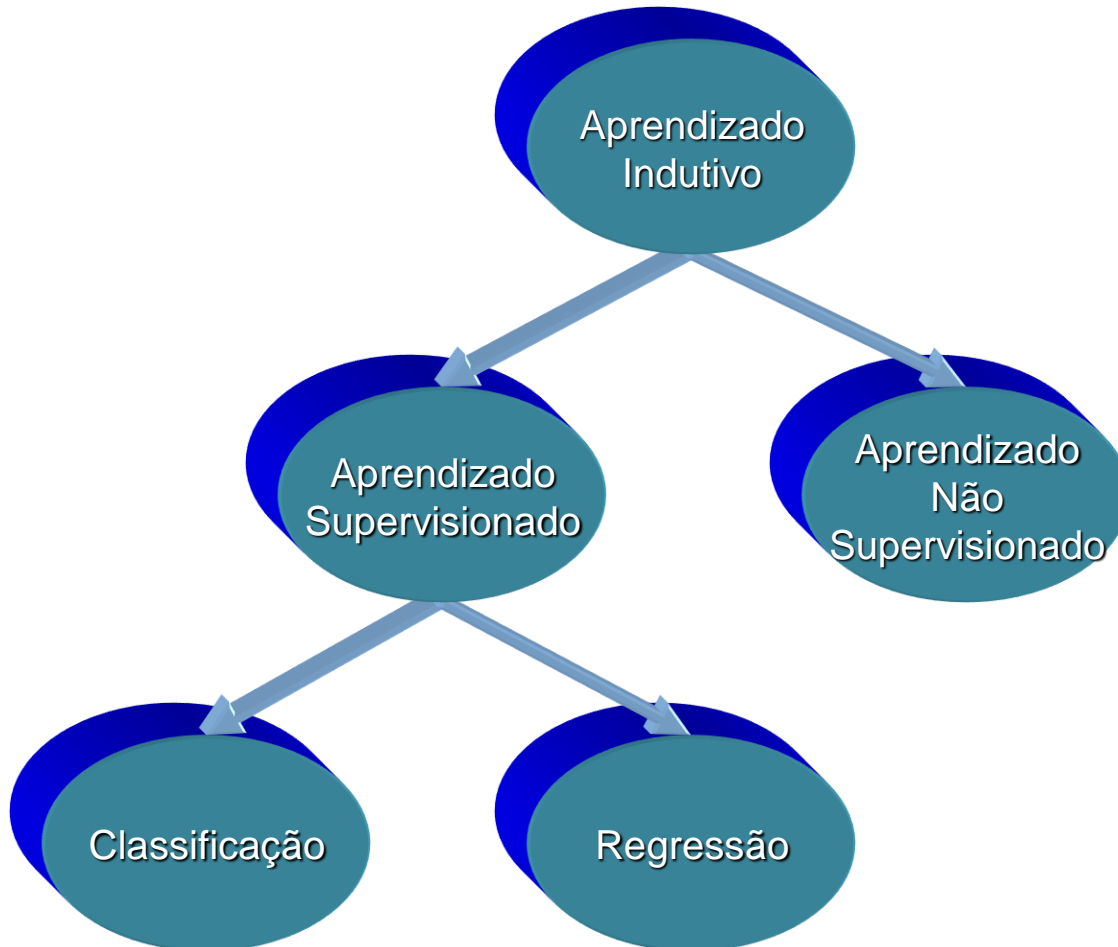 Aprendizado
Indutivo
Aprendizado
Supervisionado
Aprendizado
Não
Supervisionado
Classificação
Regressão